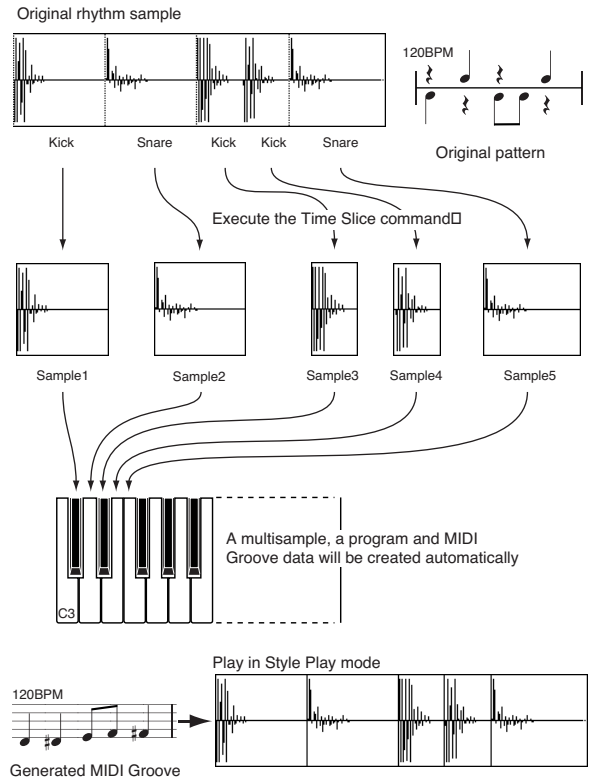 Original rhythm sample
120BPM
Kick Snare Kick Kick Snare
Original pattern
Execute the Time Slice command□
Sample1 Sample2 Sample3 Sample4 Sample5
A multisample, a program and MIDI
Groove data will be created automatically
C3
Play in Style Play mode
120BPM
Generated MIDI Groove